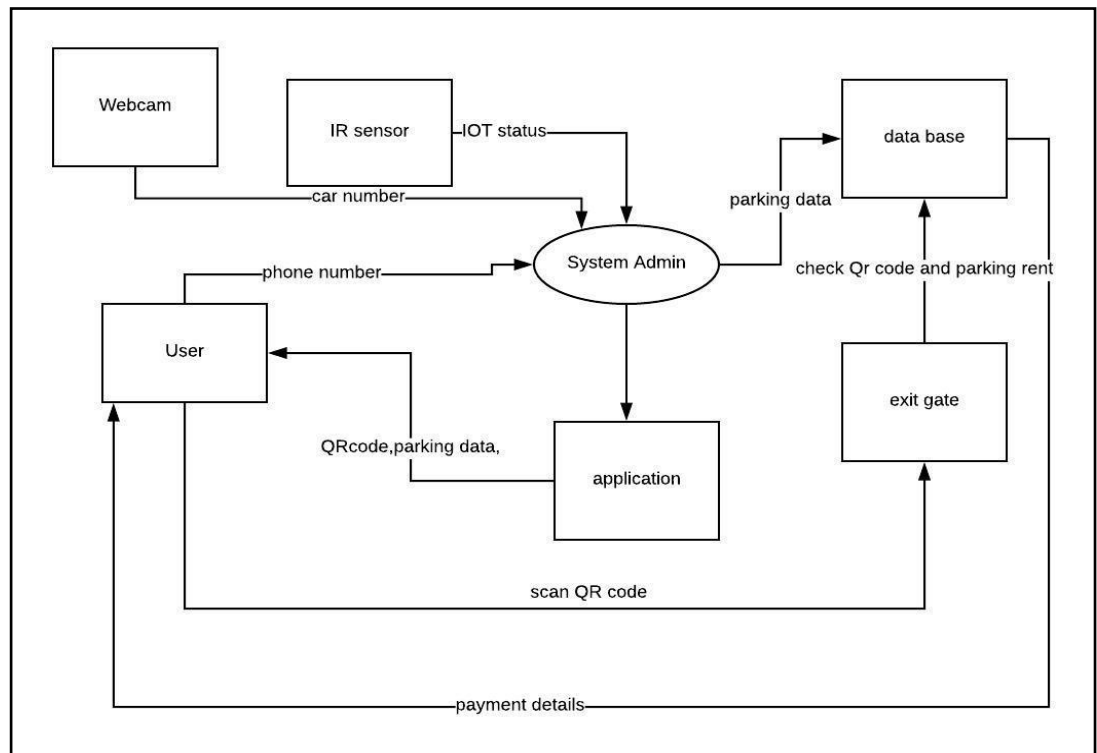 Webcam
IR sensor
IOT status
data base
car number
parking data
System Admin
phone number
check Qr code and parking rent
User
exit gate
QRcode,parking data,
application
scan QR code
payment details